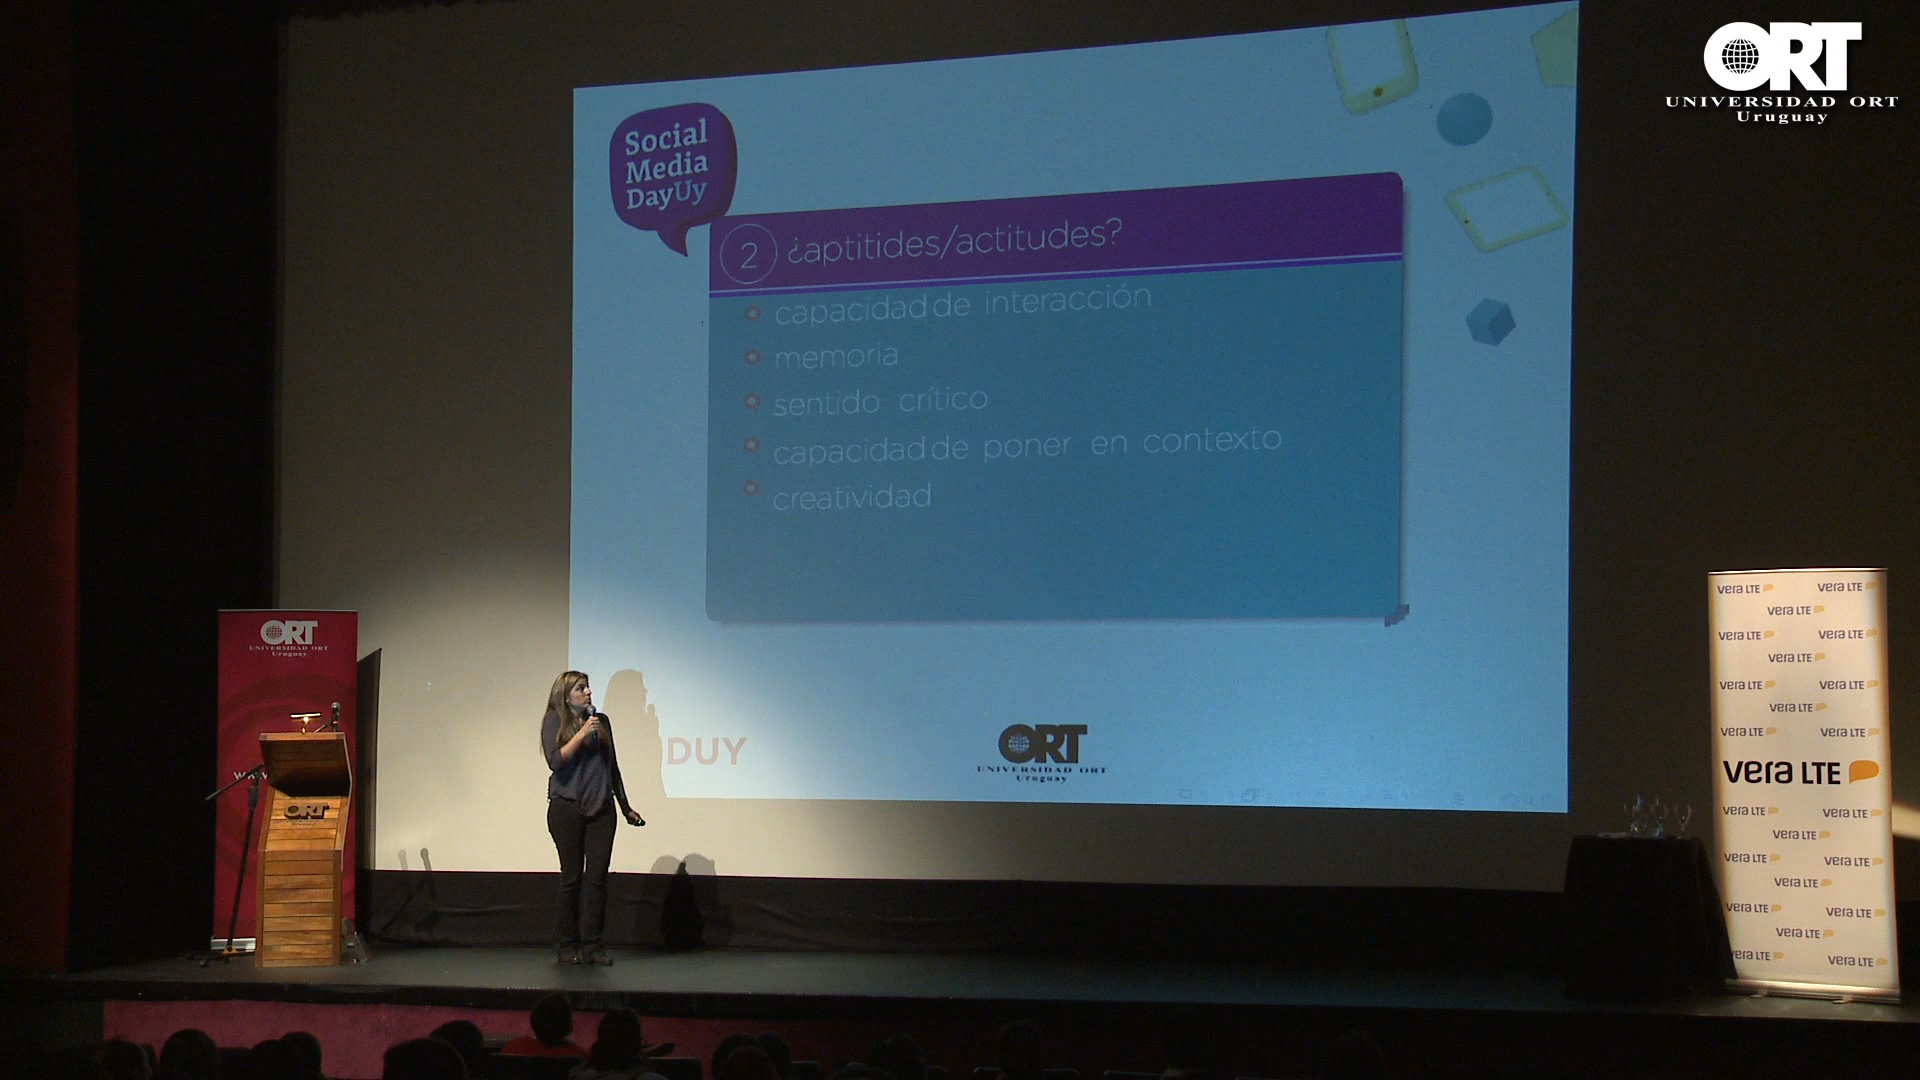 ORT
UNIVERSIDAD ORT
Uruguay
Social
Media
DayUy
2 ¿aptitides/actitudes?
capacidad de interacción
memoria
sentido crítico
capacidad de poner en contexto
creatividad
DUY
ORT
UNIVERSIDAD ORT
Uruguay
ORT
UNIVERSIDAD ORT
Uruguay
ORT
vera LTE vera LTE
vera LTE
vera LTE vera LTE
vera LTE
vera LTE vera LTE
vera LTE
vera LTE vera LTE
vera LTE
vera LTE vera LTE
vera LTE
vera LTE vera LTE
vera LTE
vera LTE vera LTE
vera LTE
vera LTE vera LTE